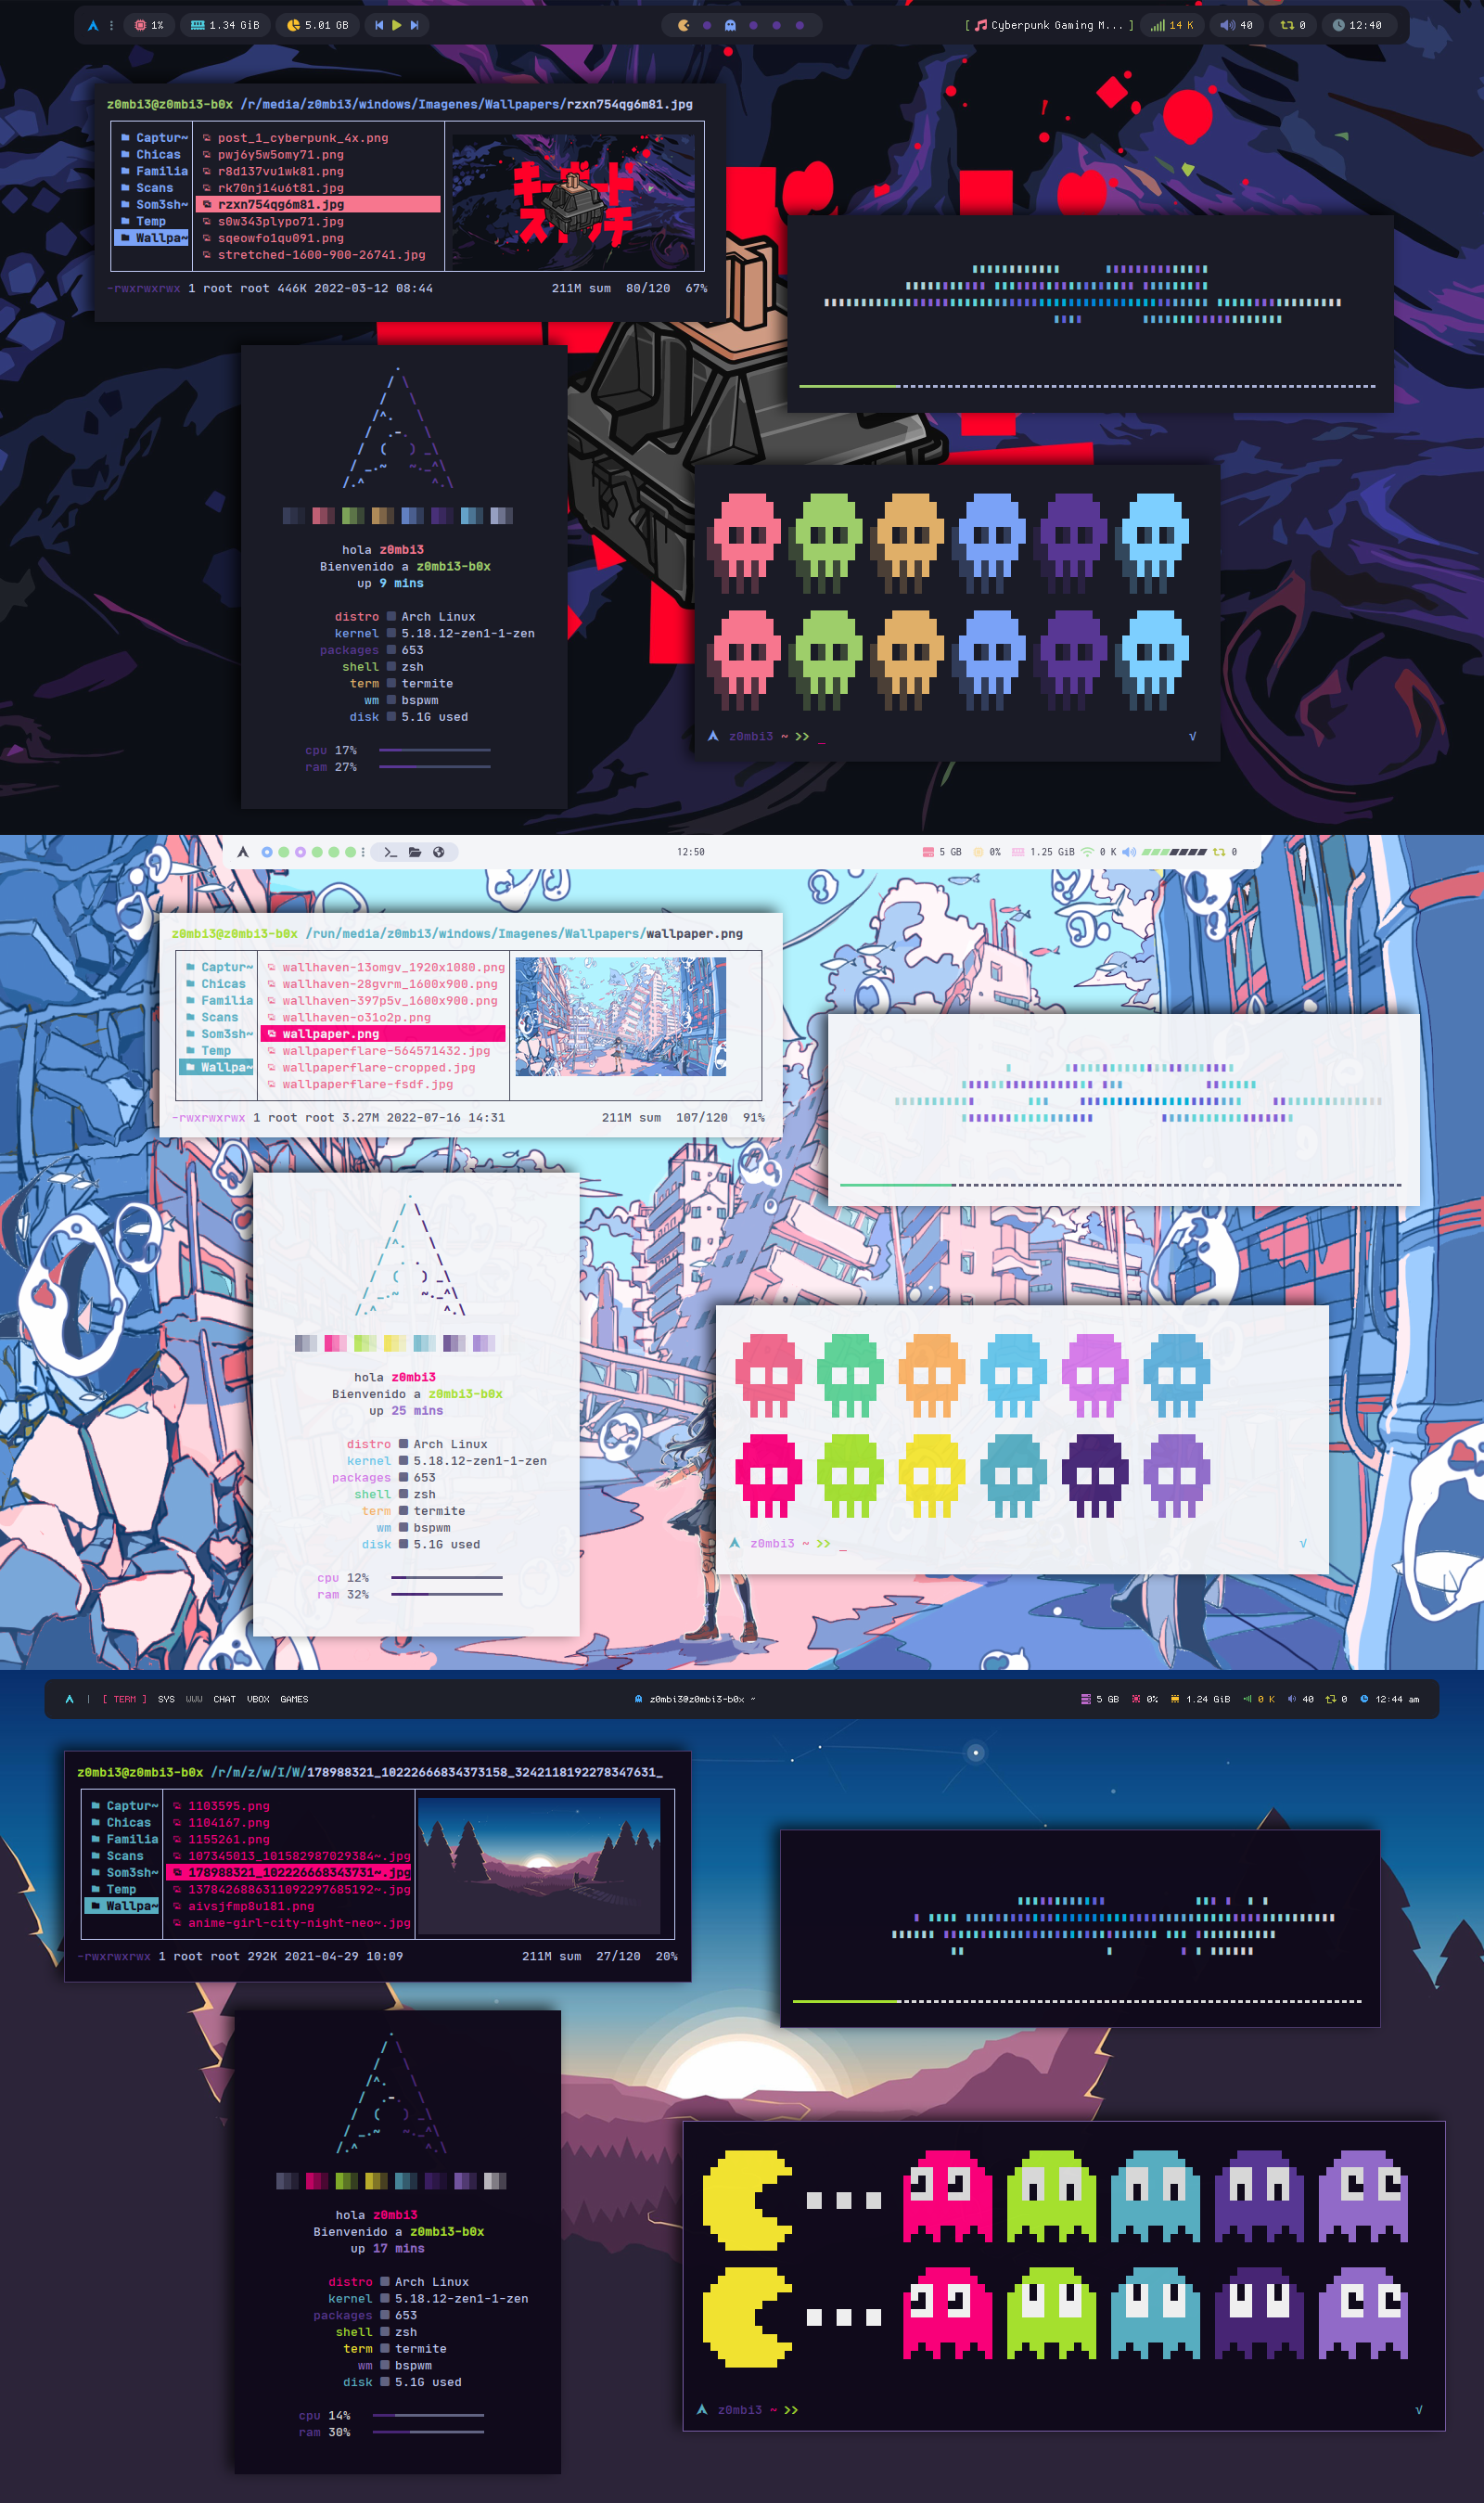 1% 1.34 GiB 5.01 GB [ Cyberpunk Gaming M... ] 14 K 40 0 12:40
z0mbi3@z0mbi3-b0x /r/media/z0mbi3/windows/Imagenes/Wallpapers/rzxn754qg6m81.jpg
Captur~ post_1_cyberpunk_4x.png
Chicas pwj6y5w5omy71.png
Familia r8d137vu1wk81.png
Scans rk70nj14u6t81.jpg
Som3sh~ rzxn754qg6m81.jpg
Temp s0w343plypo71.jpg
Wallpa~ sqeowfo1qu091.png
stretched-1600-900-26741.jpg
キーボード
スイッチ
-rwxrwxrwx 1 root root 446K 2022-03-12 08:44 211M sum 80/120 67%
hola z0mbi3
Bienvenido a z0mbi3-b0x
up 9 mins
distro Arch Linux
kernel 5.18.12-zen1-1-zen
packages 653
shell zsh
term termite
wm bspwm
disk 5.1G used
cpu 17%
ram 27%
z0mbi3 ~ >> _ √
12:50 5 GB 0% 1.25 GiB 0 K 0
z0mbi3@z0mbi3-b0x /run/media/z0mbi3/windows/Imagenes/Wallpapers/wallpaper.png
Captur~ wallhaven-13omgv_1920x1080.png
Chicas wallhaven-28gvrm_1600x900.png
Familia wallhaven-397p5v_1600x900.png
Scans wallhaven-o31o2p.png
Som3sh~ wallpaper.png
Temp wallpaperflare-564571432.jpg
Wallpa~ wallpaperflare-cropped.jpg
wallpaperflare-fsdf.jpg
-rwxrwxrwx 1 root root 3.27M 2022-07-16 14:31 211M sum 107/120 91%
hola z0mbi3
Bienvenido a z0mbi3-b0x
up 25 mins
distro Arch Linux
kernel 5.18.12-zen1-1-zen
packages 653
shell zsh
term termite
wm bspwm
disk 5.1G used
cpu 12%
ram 32%
z0mbi3 ~ >> _ √
| [ TERM ] SYS WWW CHAT VBOX GAMES z0mbi3@z0mbi3-b0x ~ 5 GB 0% 1.24 GiB 0 K 40 0 12:44 am
z0mbi3@z0mbi3-b0x /r/m/z/w/I/W/178988321_10222666834373158_3242118192278347631_
Captur~ 1103595.png
Chicas 1104167.png
Familia 1155261.png
Scans 107345013_101582987029384~.jpg
Som3sh~ 178988321_102226668343731~.jpg
Temp 1378426886311092297685192~.jpg
Wallpa~ aivsjfmp8u181.png
anime-girl-city-night-neo~.jpg
-rwxrwxrwx 1 root root 292K 2021-04-29 10:09 211M sum 27/120 20%
hola z0mbi3
Bienvenido a z0mbi3-b0x
up 17 mins
distro Arch Linux
kernel 5.18.12-zen1-1-zen
packages 653
shell zsh
term termite
wm bspwm
disk 5.1G used
cpu 14%
ram 30%
z0mbi3 ~ >> √